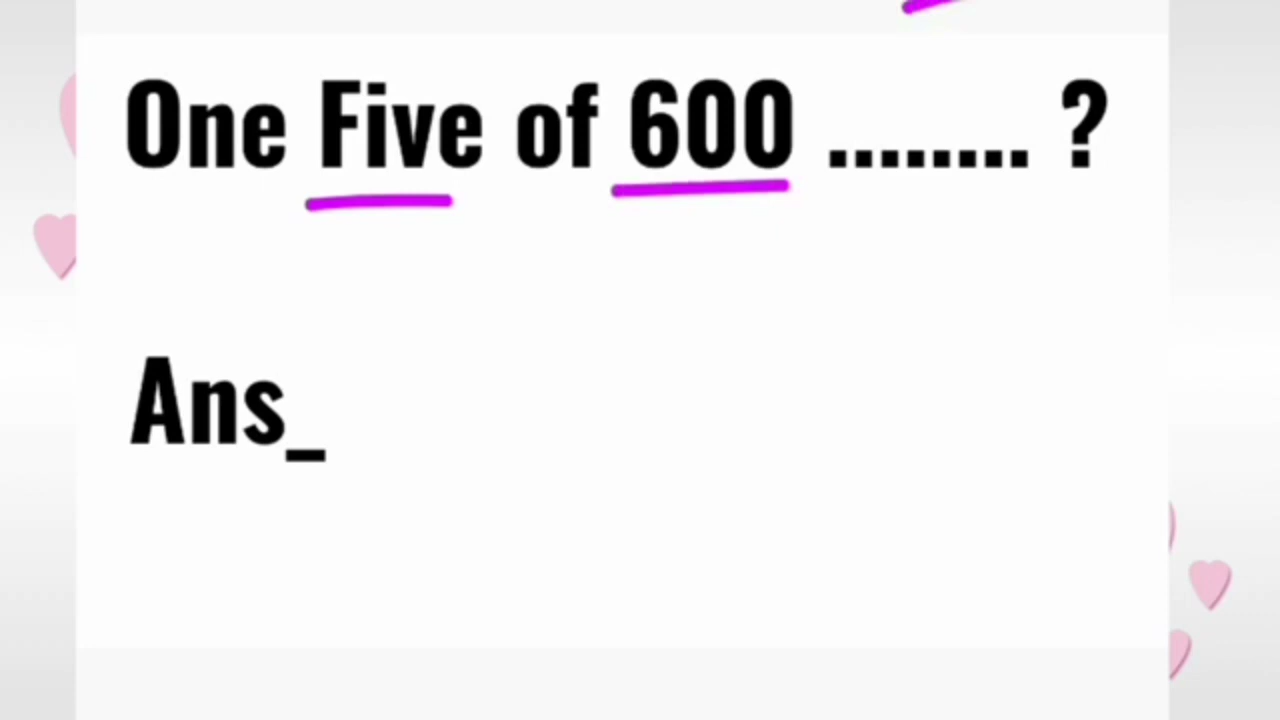 One Five of 600 ........ ?
Ans_